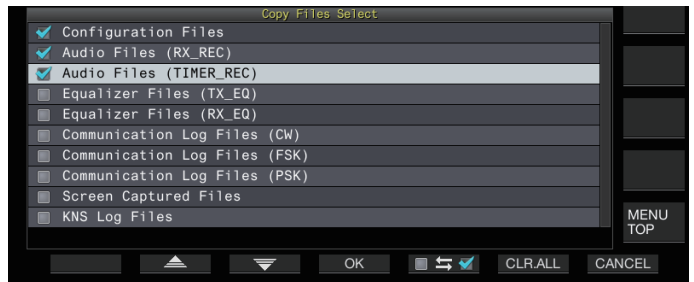 Copy Files Select
Configuration Files
Audio Files (RX_REC)
Audio Files (TIMER_REC)
Equalizer Files (TX_EQ)
Equalizer Files (RX_EQ)
Communication Log Files (CW)
Communication Log Files (FSK)
Communication Log Files (PSK)
Screen Captured Files
KNS Log Files
MENU
TOP
OK
CLR.ALL
CANCEL